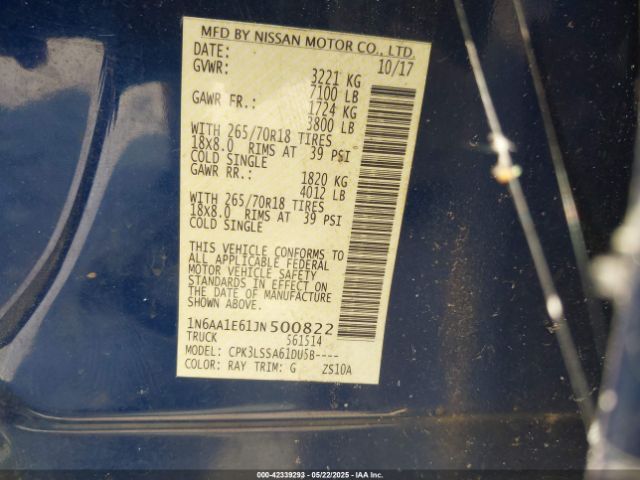 MFD BY NISSAN MOTOR CO., LTD.
DATE: 10/17
GVWR: 3221 KG
7100 LB
GAWR FR.: 1724 KG
3800 LB
WITH 265/70R18 TIRES
18X8.0 RIMS AT 39 PSI
COLD SINGLE
GAWR RR.: 1820 KG
4012 LB
WITH 265/70R18 TIRES
18X8.0 RIMS AT 39 PSI
COLD SINGLE
THIS VEHICLE CONFORMS TO
ALL APPLICABLE FEDERAL
MOTOR VEHICLE SAFETY
STANDARDS IN EFFECT ON
THE DATE OF MANUFACTURE
SHOWN ABOVE.
1N6AA1E61JN500822
TRUCK 561514
MODEL: CPK3LSSA61DU5B----
COLOR: RAY TRIM: G ZS10A
000-42339293 - 05/22/2025 - IAA Inc.